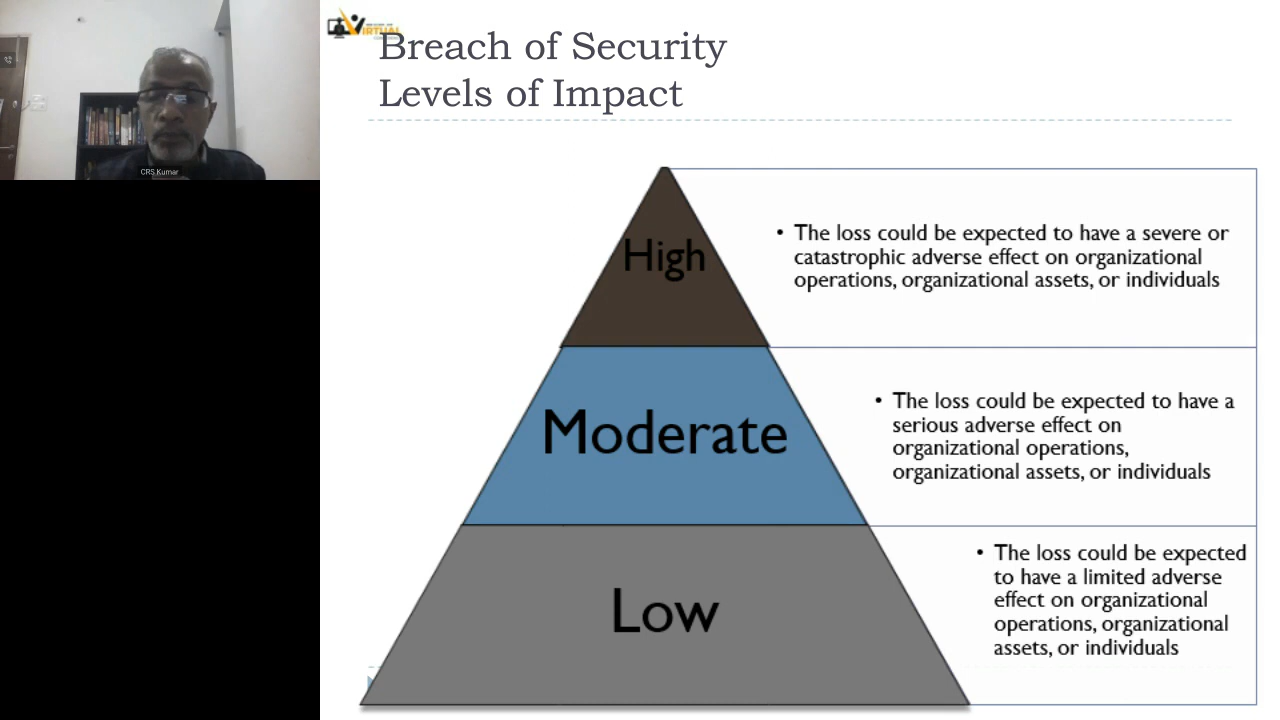 CRS Kumar
VIRTUAL
Breach of Security
Levels of Impact
High
• The loss could be expected to have a severe or
catastrophic adverse effect on organizational
operations, organizational assets, or individuals
Moderate
• The loss could be expected to have a
serious adverse effect on
organizational operations,
organizational assets, or individuals
Low
• The loss could be expected
to have a limited adverse
effect on organizational
operations, organizational
assets, or individuals